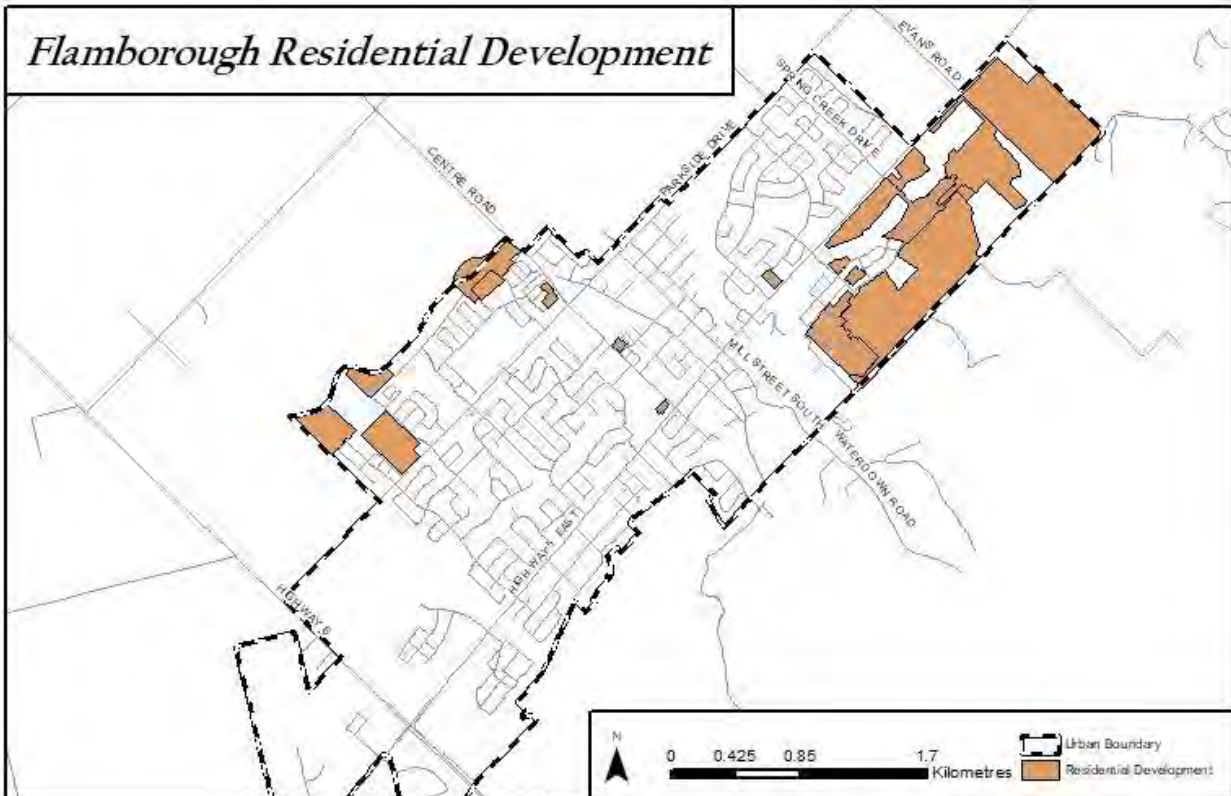 Flamborough Residential Development
EVANS ROAD
SPRING CREEK DRIVE
PARKSIDE DRIVE
CENTRE ROAD
MILL STREET SOUTH
WATERDOWN ROAD
HIGHWAY 5 EAST
HIGHWAY 6
N
0 0.425 0.85 1.7
Kilometres
Urban Boundary
Residential Development